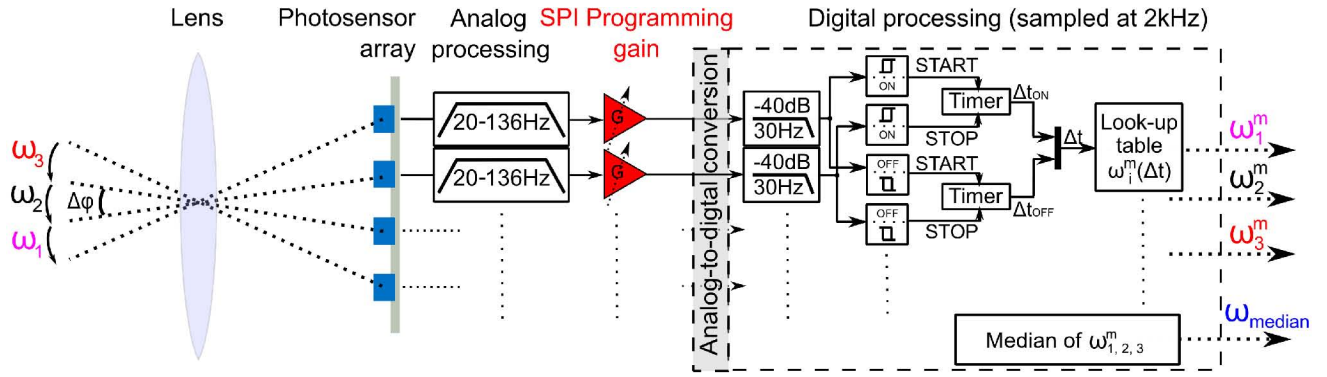 Lens
Photosensor
array
Analog
processing
SPI Programming
gain
Digital processing (sampled at 2kHz)
ω3
ω2
ω1
Δφ
20-136Hz
20-136Hz
G
G
Analog-to-digital conversion
-40dB
30Hz
-40dB
30Hz
ON
ON
OFF
OFF
START
STOP
START
STOP
Timer
Timer
ΔtON
ΔtOFF
Δt
Look-up
table
ωᵢᵐ(Δt)
ω₁ᵐ
ω₂ᵐ
ω₃ᵐ
Median of ω₁,₂,₃ᵐ
ωmedian